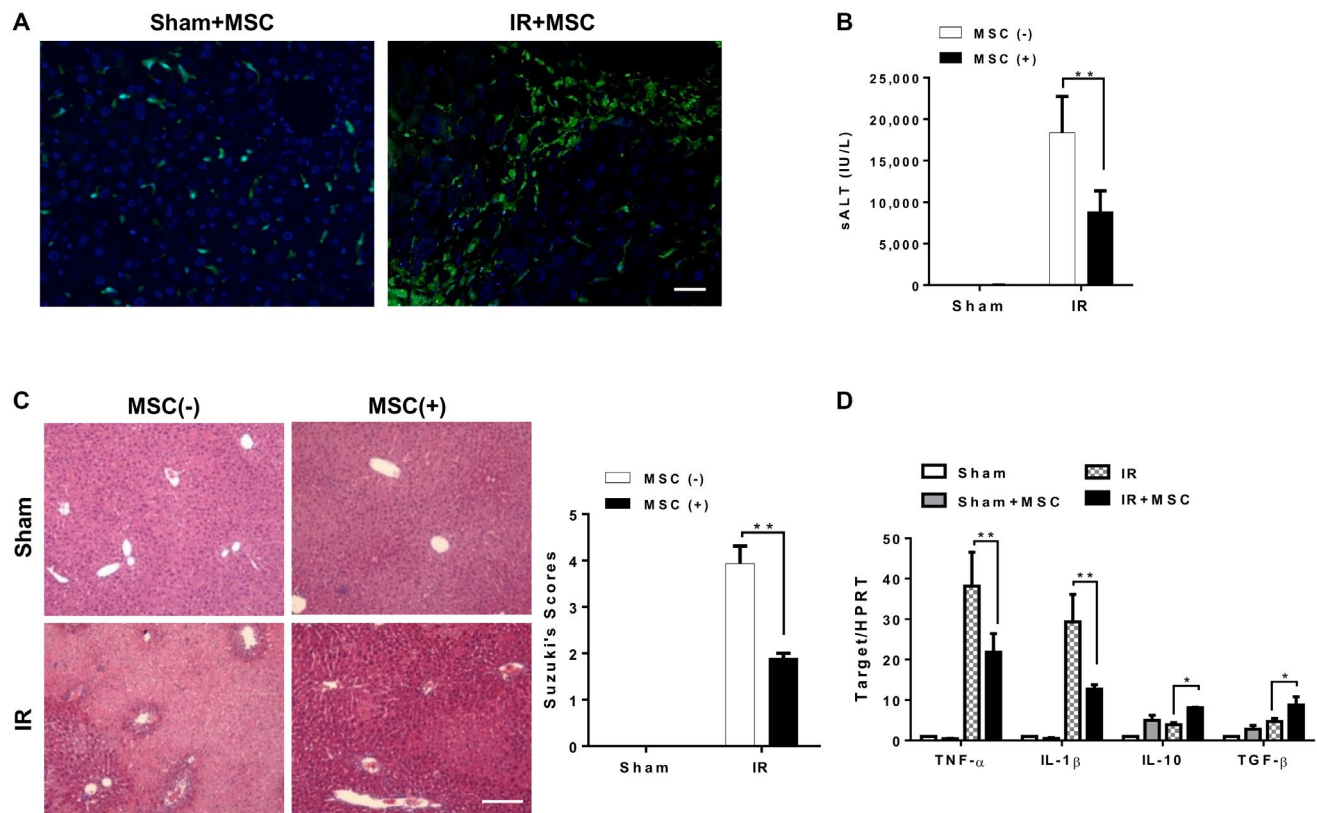 A
Sham+MSC
IR+MSC
B
MSC (-)
MSC (+)
sALT (IU/L)
25,000
20,000
15,000
10,000
5,000
0
**
Sham
IR
C
MSC(-)
MSC(+)
Sham
IR
MSC (-)
MSC (+)
Suzuki's Scores
5
4
3
2
1
0
**
Sham
IR
D
Sham
IR
Sham+MSC
IR+MSC
Target/HPRT
50
40
30
20
10
0
**
**
*
*
TNF-α
IL-1β
IL-10
TGF-β